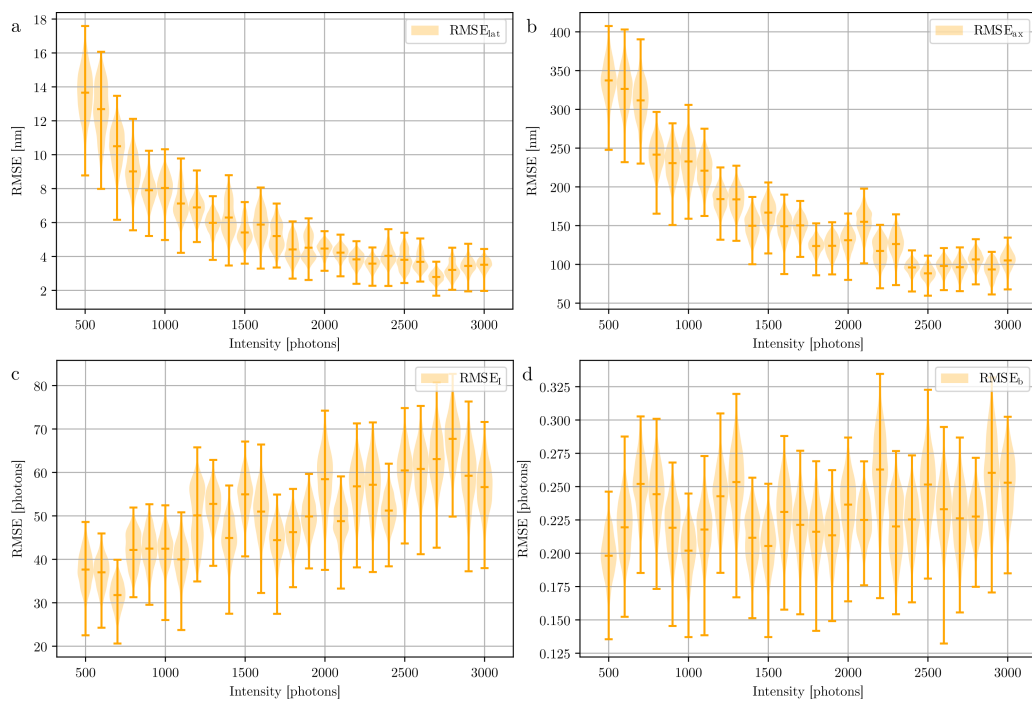 a
RMSE_lat
18
16
14
12
10
8
6
4
2
RMSE [nm]
500 1000 1500 2000 2500 3000
Intensity [photons]
b
RMSE_ax
400
350
300
250
200
150
100
50
RMSE [nm]
500 1000 1500 2000 2500 3000
Intensity [photons]
c
RMSE_I
80
70
60
50
40
30
20
RMSE [photons]
500 1000 1500 2000 2500 3000
Intensity [photons]
d
RMSE_b
0.325
0.300
0.275
0.250
0.225
0.200
0.175
0.150
0.125
RMSE [photons]
500 1000 1500 2000 2500 3000
Intensity [photons]